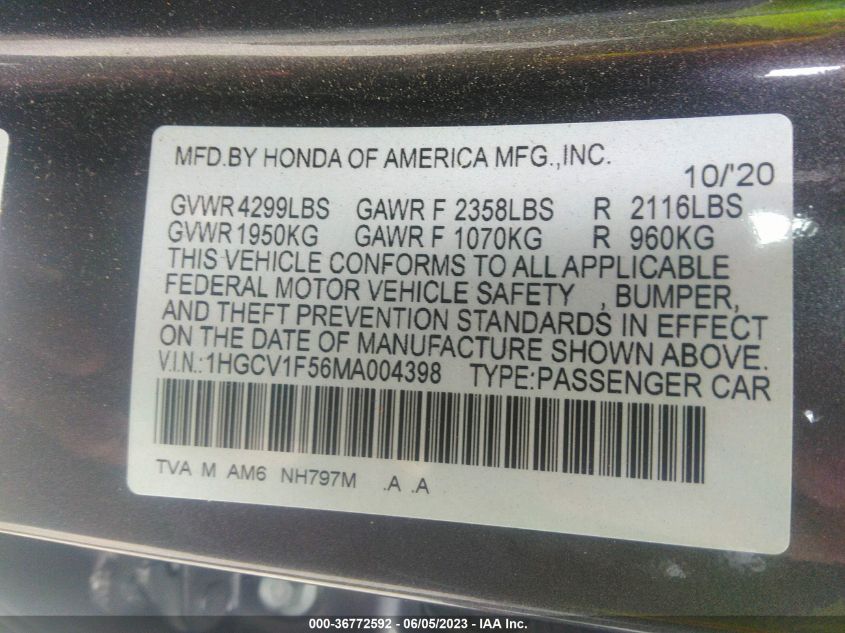 MFD.BY HONDA OF AMERICA MFG.,INC.
10/'20
GVWR 4299LBS GAWR F 2358LBS R 2116LBS
GVWR 1950KG GAWR F 1070KG R 960KG
THIS VEHICLE CONFORMS TO ALL APPLICABLE
FEDERAL MOTOR VEHICLE SAFETY , BUMPER,
AND THEFT PREVENTION STANDARDS IN EFFECT
ON THE DATE OF MANUFACTURE SHOWN ABOVE.
V.I.N.:1HGCV1F56MA004398 TYPE:PASSENGER CAR
TVA M AM6 NH797M .A .A
000-36772592 - 06/05/2023 - IAA Inc.